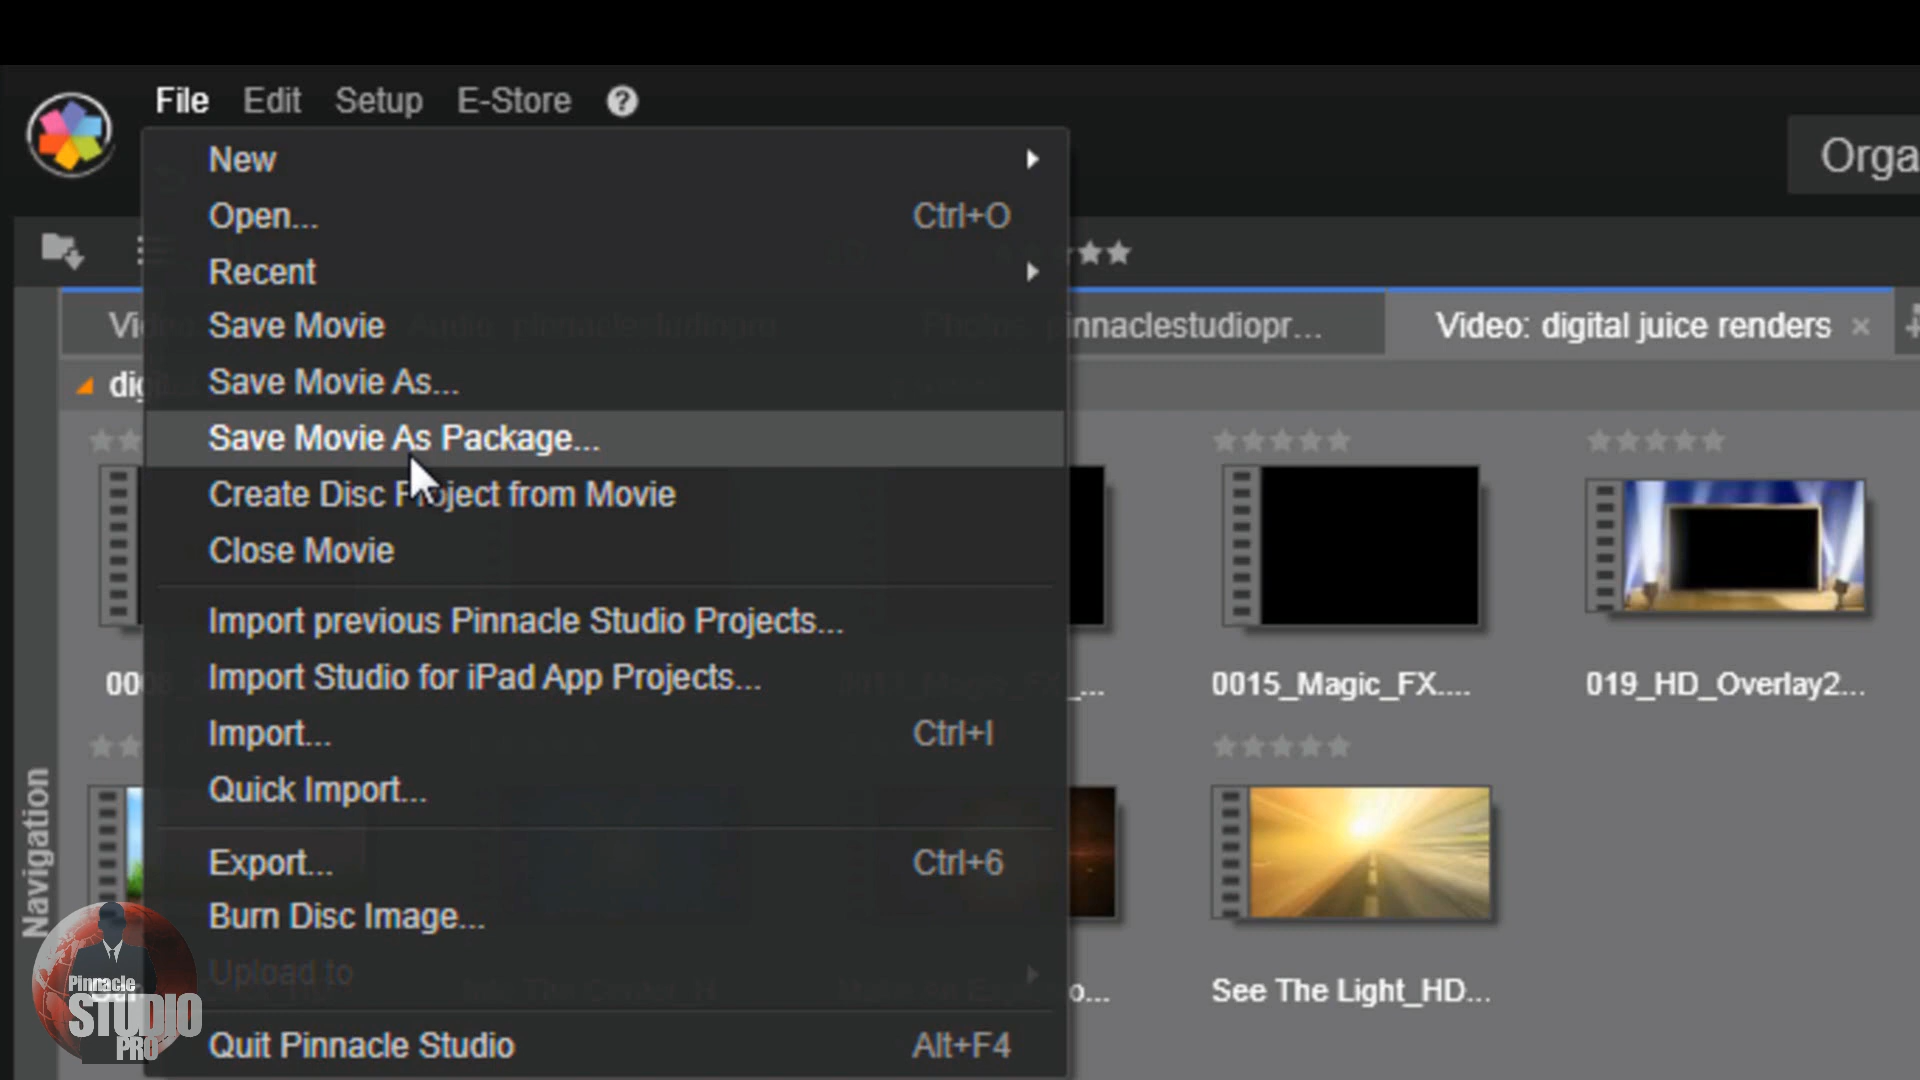 File Edit Setup E-Store ?
Orga
New
Open... Ctrl+O
Recent
Save Movie
innaclestudiopr...
Video: digital juice renders
Save Movie As...
Save Movie As Package...
Create Disc Project from Movie
Close Movie
Import previous Pinnacle Studio Projects...
Import Studio for iPad App Projects...
0015_Magic_FX....
019_HD_Overlay2...
Import... Ctrl+I
Quick Import...
Navigation
Export... Ctrl+6
Burn Disc Image...
Upload to
See The Light_HD...
Quit Pinnacle Studio Alt+F4
Pinnacle
STUDIO
PRO